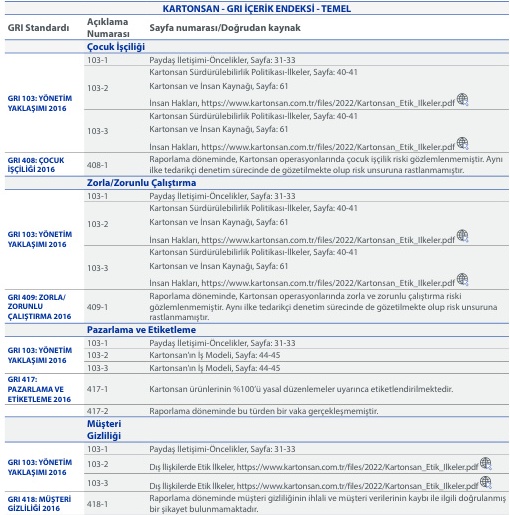 KARTONSAN - GRI İÇERİK ENDEKSİ - TEMEL
GRI Standardı
Açıklama
Numarası
Sayfa numarası/Doğrudan kaynak
Çocuk İşçiliği
GRI 103: YÖNETİM
YAKLAŞIMI 2016
103-1
Paydaş İletişimi-Öncelikler, Sayfa: 31-33
103-2
Kartonsan Sürdürülebilirlik Politikası-İlkeler, Sayfa: 40-41
Kartonsan ve İnsan Kaynağı, Sayfa: 61
İnsan Hakları, https://www.kartonsan.com.tr/files/2022/Kartonsan_Etik_Ilkeler.pdf
103-3
Kartonsan Sürdürülebilirlik Politikası-İlkeler, Sayfa: 40-41
Kartonsan ve İnsan Kaynağı, Sayfa: 61
İnsan Hakları, https://www.kartonsan.com.tr/files/2022/Kartonsan_Etik_Ilkeler.pdf
GRI 408: ÇOCUK
İŞÇİLİĞİ 2016
408-1
Raporlama döneminde, Kartonsan operasyonlarında çocuk işçilik riski gözlemlenmemiştir. Aynı
ilke tedarikçi denetim sürecinde de gözetilmekte olup risk unsuruna rastlanmamıştır.
Zorla/Zorunlu Çalıştırma
GRI 103: YÖNETİM
YAKLAŞIMI 2016
103-1
Paydaş İletişimi-Öncelikler, Sayfa: 31-33
103-2
Kartonsan Sürdürülebilirlik Politikası-İlkeler, Sayfa: 40-41
Kartonsan ve İnsan Kaynağı, Sayfa: 61
İnsan Hakları, https://www.kartonsan.com.tr/files/2022/Kartonsan_Etik_Ilkeler.pdf
103-3
Kartonsan Sürdürülebilirlik Politikası-İlkeler, Sayfa: 40-41
Kartonsan ve İnsan Kaynağı, Sayfa: 61
İnsan Hakları, https://www.kartonsan.com.tr/files/2022/Kartonsan_Etik_Ilkeler.pdf
GRI 409: ZORLA/
ZORUNLU
ÇALIŞTIRMA 2016
409-1
Raporlama döneminde, Kartonsan operasyonlarında zorla ve zorunlu çalıştırma riski
gözlemlenmemiştir. Aynı ilke tedarikçi denetim sürecinde de gözetilmekte olup risk unsuruna
rastlanmamıştır.
Pazarlama ve Etiketleme
GRI 103: YÖNETİM
YAKLAŞIMI 2016
103-1
Paydaş İletişimi-Öncelikler, Sayfa: 31-33
103-2
Kartonsan'ın İş Modeli, Sayfa: 44-45
103-3
Kartonsan'ın İş Modeli, Sayfa: 44-45
GRI 417:
PAZARLAMA VE
ETİKETLEME 2016
417-1
Kartonsan ürünlerinin %100'ü yasal düzenlemeler uyarınca etiketlendirilmektedir.
417-2
Raporlama döneminde bu türden bir vaka gerçekleşmemiştir.
Müşteri
Gizliliği
GRI 103: YÖNETİM
YAKLAŞIMI 2016
103-1
Paydaş İletişimi-Öncelikler, Sayfa: 31-33
103-2
Dış İlişkilerde Etik İlkeler, https://www.kartonsan.com.tr/files/2022/Kartonsan_Etik_Ilkeler.pdf
103-3
Dış İlişkilerde Etik İlkeler, https://www.kartonsan.com.tr/files/2022/Kartonsan_Etik_Ilkeler.pdf
GRI 418: MÜŞTERİ
GİZLİLİĞİ 2016
418-1
Raporlama döneminde müşteri gizliliğinin ihlali ve müşteri verilerinin kaybı ile ilgili doğrulanmış
bir şikayet bulunmamaktadır.